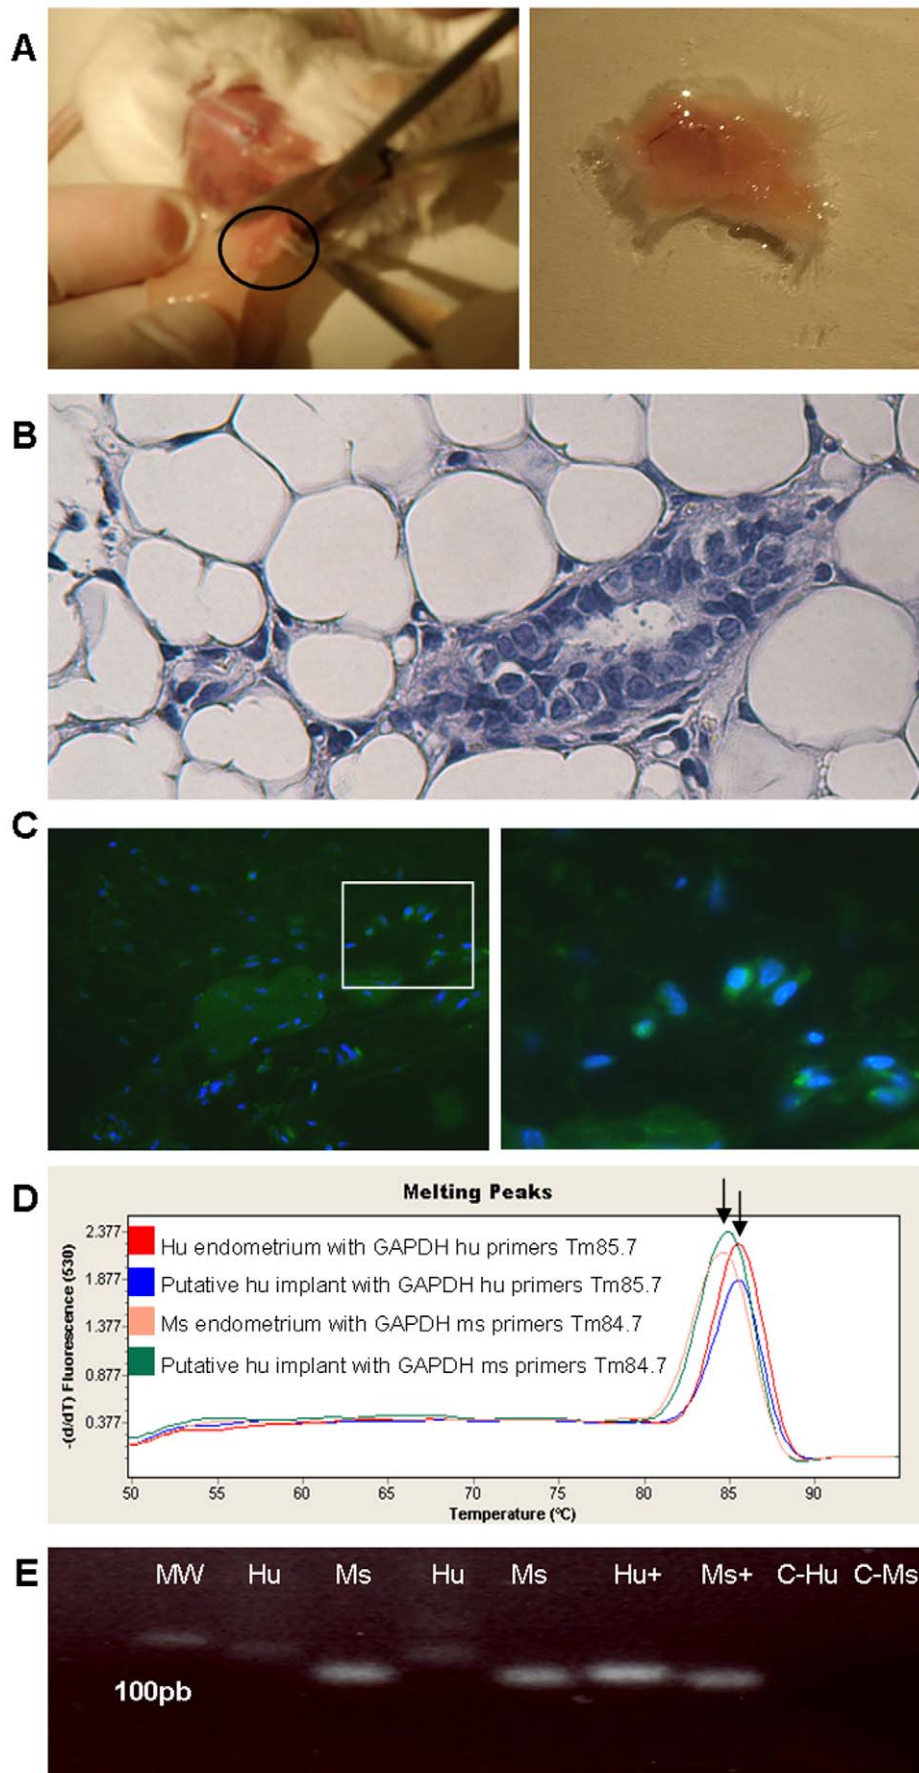 A
B
C
D
Melting Peaks
-(d/dT) Fluorescence (530)
2.377
1.877
1.377
0.877
0.377
Hu endometrium with GAPDH hu primers Tm85.7
Putative hu implant with GAPDH hu primers Tm85.7
Ms endometrium with GAPDH ms primers Tm84.7
Putative hu implant with GAPDH ms primers Tm84.7
50 55 60 65 70 75 80 85 90
Temperature (ºC)
E
MW Hu Ms Hu Ms Hu+ Ms+ C-Hu C-Ms
100pb